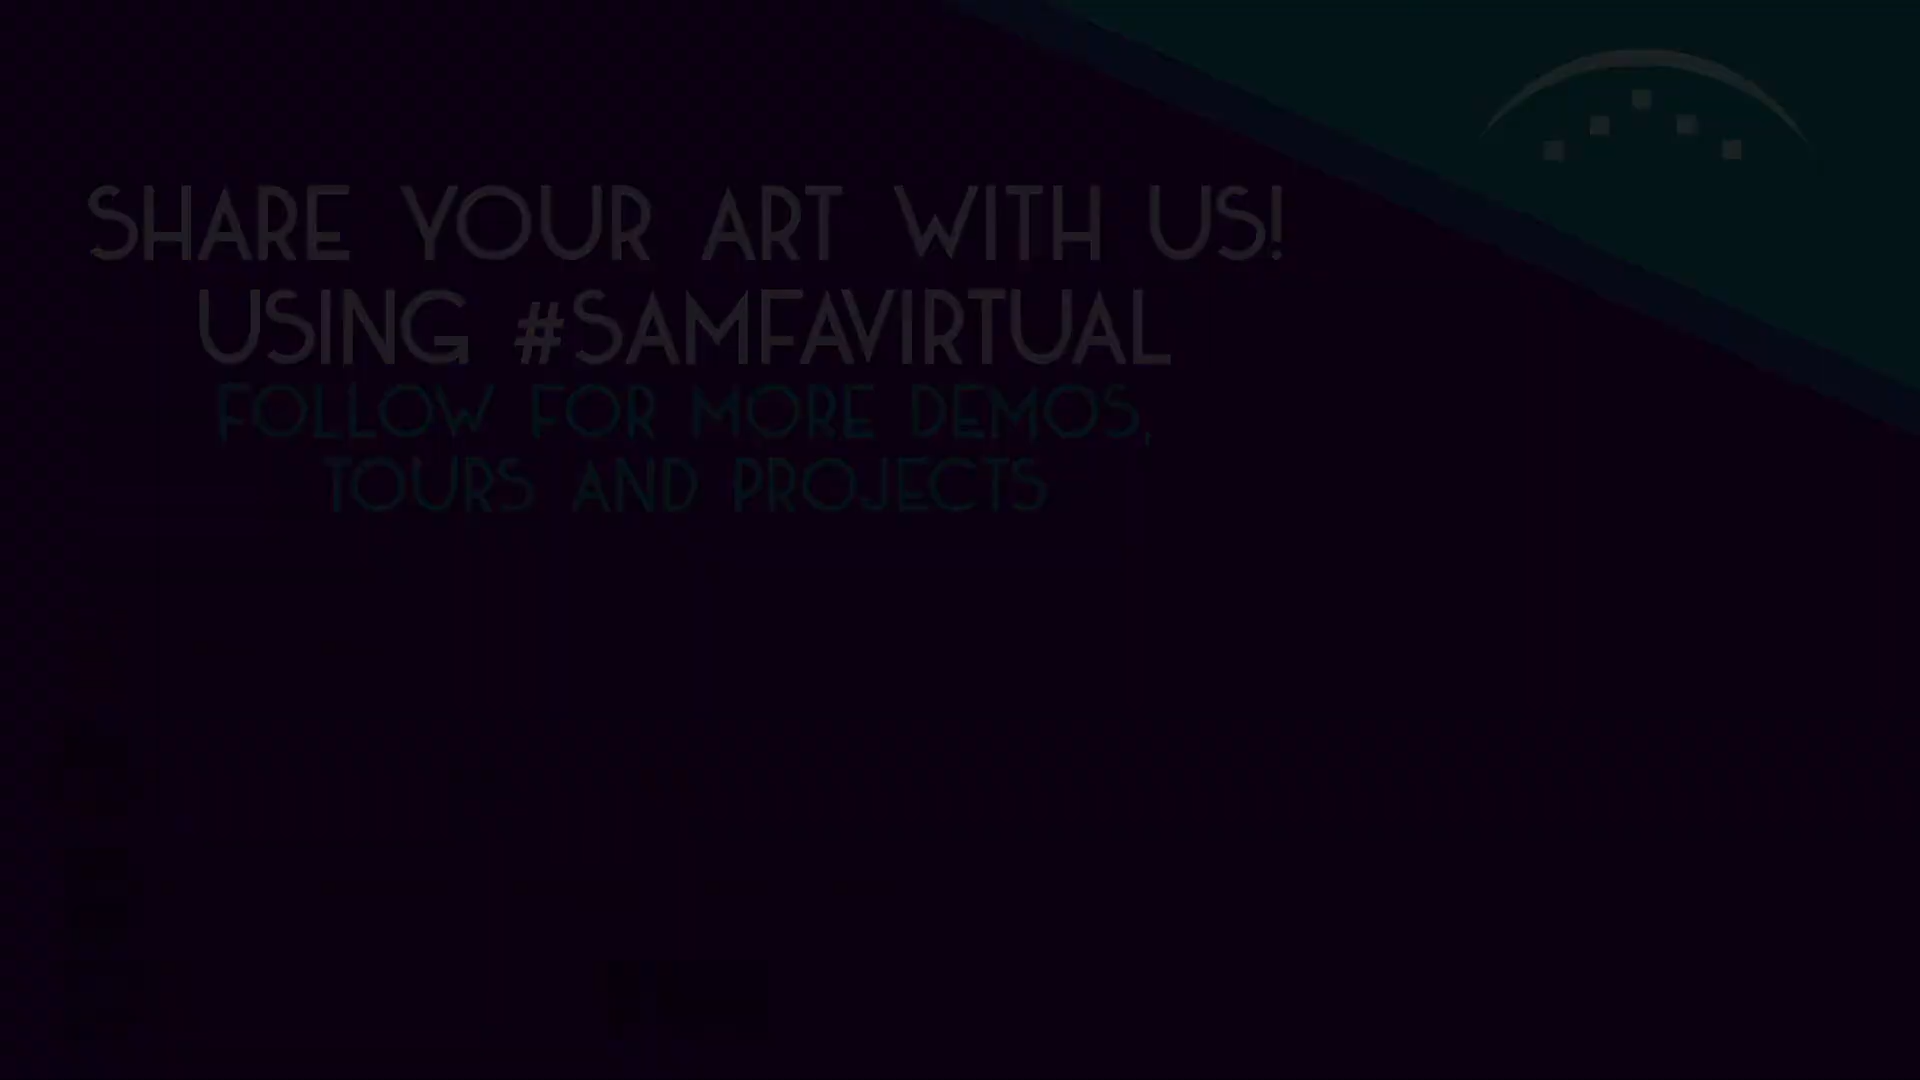 SHARE YOUR ART WITH US!
USING #SAMFAVIRTUAL
FOLLOW FOR MORE DEMOS,
TOURS AND PROJECTS